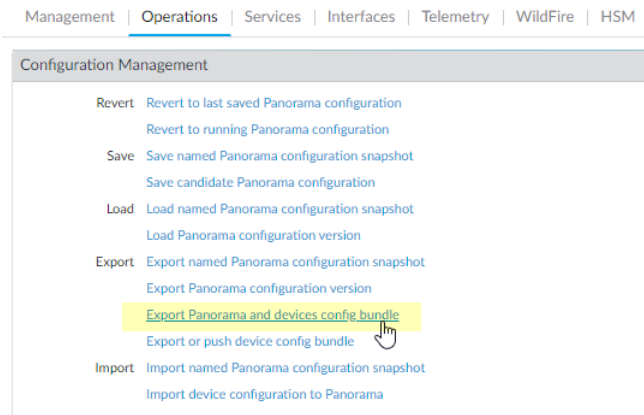 Management | Operations | Services | Interfaces | Telemetry | WildFire | HSM
Configuration Management
Revert Revert to last saved Panorama configuration
Revert to running Panorama configuration
Save Save named Panorama configuration snapshot
Save candidate Panorama configuration
Load Load named Panorama configuration snapshot
Load Panorama configuration version
Export Export named Panorama configuration snapshot
Export Panorama configuration version
Export Panorama and devices config bundle
Export or push device config bundle
Import Import named Panorama configuration snapshot
Import device configuration to Panorama